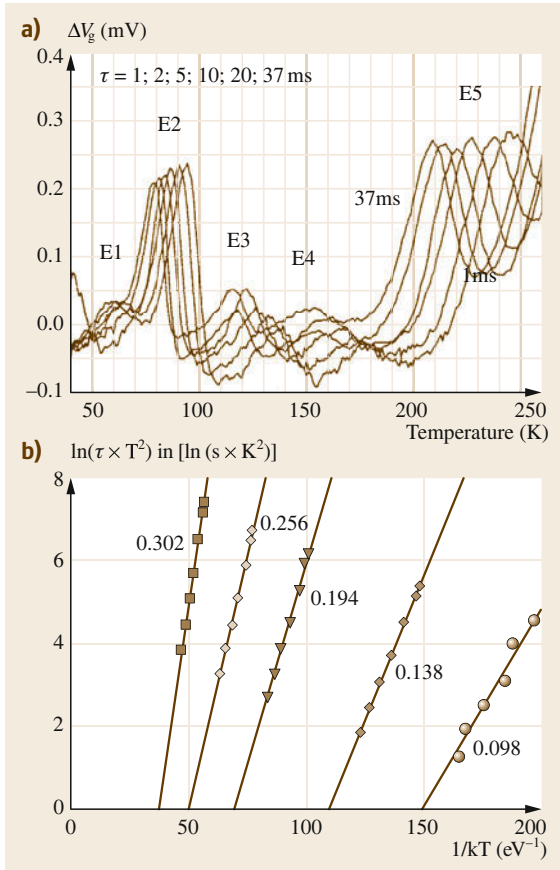 a) ΔVg (mV)
0.4
τ = 1; 2; 5; 10; 20; 37 ms
E5
0.3
E2
0.2
37ms
E1
E3
E4
0.1
1ms
0.0
−0.1
50 100 150 200 250
Temperature (K)
b) ln(τ × T²) in [ln (s × K²)]
8
0.302
0.256
6
0.194
4
0.138
2
0.098
0
0 50 100 150 200
1/kT (eV⁻¹)